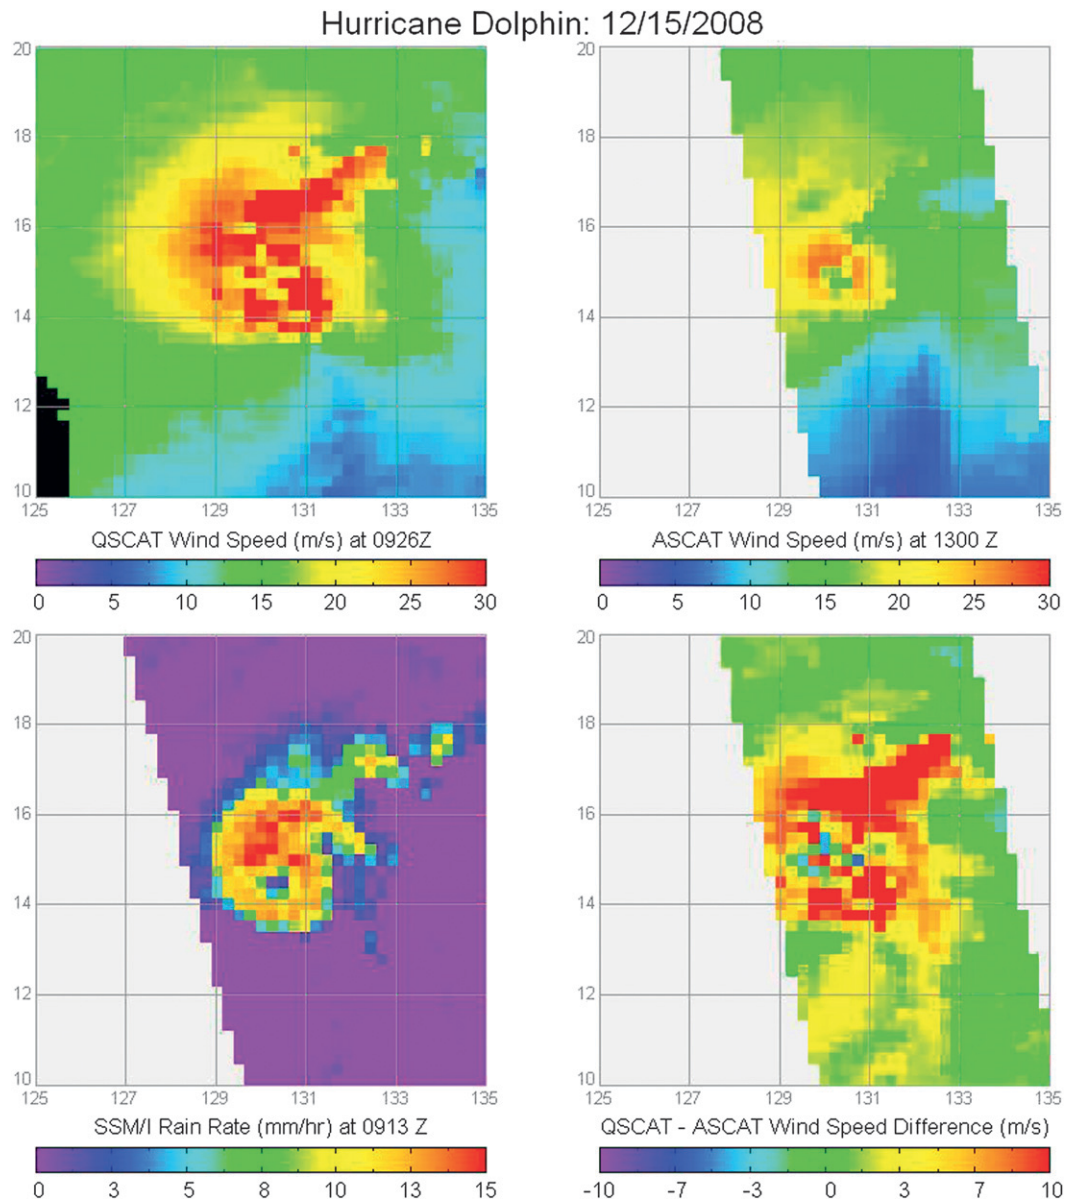 Hurricane Dolphin: 12/15/2008
20
18
16
14
12
10
125 127 129 131 133 135
QSCAT Wind Speed (m/s) at 0926Z
0 5 10 15 20 25 30
20
18
16
14
12
10
125 127 129 131 133 135
ASCAT Wind Speed (m/s) at 1300 Z
0 5 10 15 20 25 30
20
18
16
14
12
10
125 127 129 131 133 135
SSM/I Rain Rate (mm/hr) at 0913 Z
0 3 5 8 10 13 15
20
18
16
14
12
10
125 127 129 131 133 135
QSCAT - ASCAT Wind Speed Difference (m/s)
-10 -7 -3 0 3 7 10